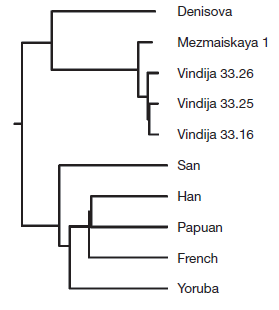 Denisova
Mezmaiskaya 1
Vindija 33.26
Vindija 33.25
Vindija 33.16
San
Han
Papuan
French
Yoruba